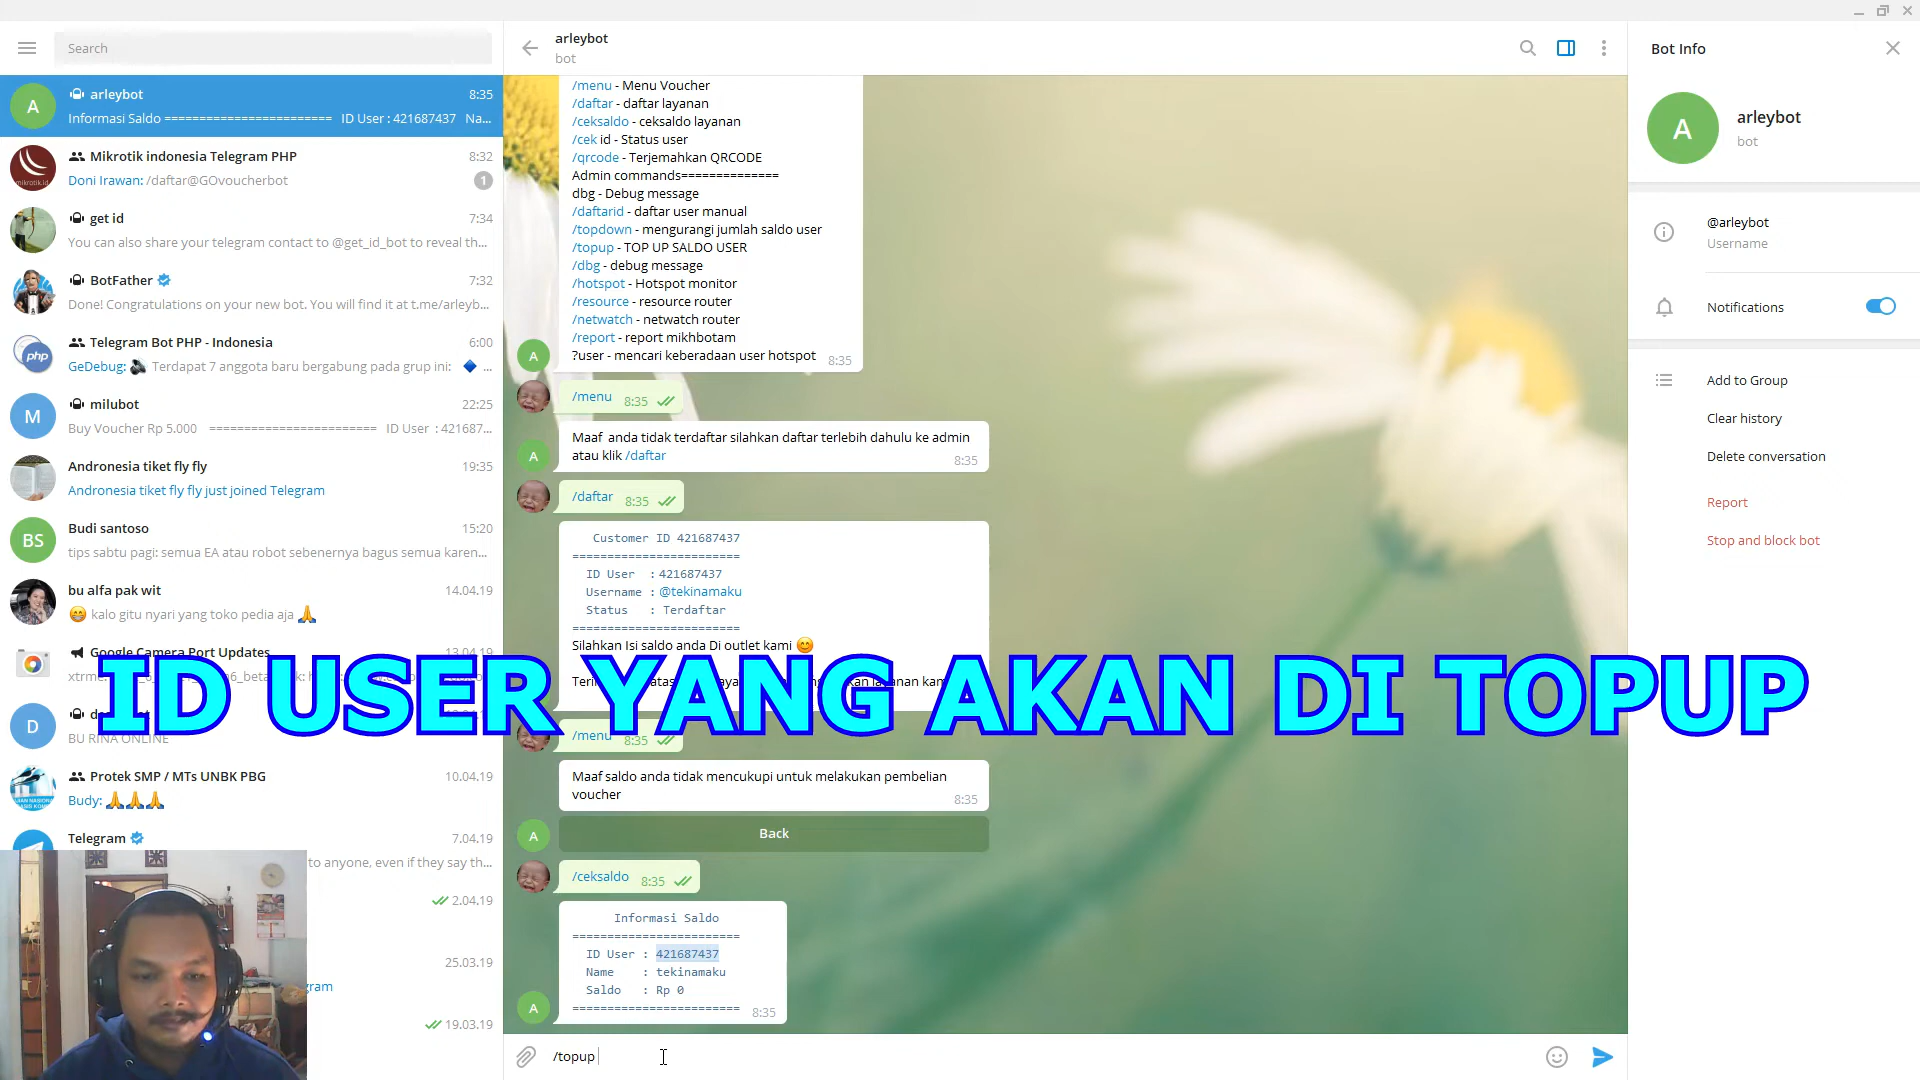 Search
arleybot
8:35
Informasi Saldo ======================== ID User : 421687437 Na...
Mikrotik indonesia Telegram PHP
8:32
Doni Irawan: /daftar@GOvoucherbot
1
get id
7:34
You can also share your telegram contact to @get_id_bot to reveal th...
BotFather
7:32
Done! Congratulations on your new bot. You will find it at t.me/arleyb...
Telegram Bot PHP - Indonesia
6:00
GeDebug: Terdapat 7 anggota baru bergabung pada grup ini: ...
milubot
22:25
Buy Voucher Rp 5.000 ======================== ID User : 421687...
Andronesia tiket fly fly
19:35
Andronesia tiket fly fly just joined Telegram
Budi santoso
15:20
tips sabtu pagi: semua EA atau robot sebenernya bagus semua karen...
bu alfa pak wit
14.04.19
😁 kalo gitu nyari yang toko pedia aja 🙏
Google Camera Port Updates
13.04.19
BU RINA ONLINE
Protek SMP / MTs UNBK PBG
10.04.19
Budy: 🙏🙏🙏
Telegram
7.04.19
to anyone, even if they say th...
2.04.19
25.03.19
gram
19.03.19
arleybot
bot
/menu - Menu Voucher
/daftar - daftar layanan
/ceksaldo - ceksaldo layanan
/cek id - Status user
/qrcode - Terjemahkan QRCODE
Admin commands==============
dbg - Debug message
/daftarid - daftar user manual
/topdown - mengurangi jumlah saldo user
/topup - TOP UP SALDO USER
/dbg - debug message
/hotspot - Hotspot monitor
/resource - resource router
/netwatch - netwatch router
/report - report mikhbotam
?user - mencari keberadaan user hotspot
8:35
A
/menu 8:35
Maaf anda tidak terdaftar silahkan daftar terlebih dahulu ke admin
atau klik /daftar
8:35
A
/daftar 8:35
Customer ID 421687437
========================
ID User : 421687437
Username : @tekinamaku
Status : Terdaftar
========================
Silahkan Isi saldo anda Di outlet kami 😊
ID USER YANG AKAN DI TOPUP
/menu 8:35
Maaf saldo anda tidak mencukupi untuk melakukan pembelian
voucher
8:35
A
Back
/ceksaldo 8:35
Informasi Saldo
========================
ID User : 421687437
Name : tekinamaku
Saldo : Rp 0
========================
8:35
A
/topup
Bot Info
A
arleybot
bot
@arleybot
Username
Notifications
Add to Group
Clear history
Delete conversation
Report
Stop and block bot